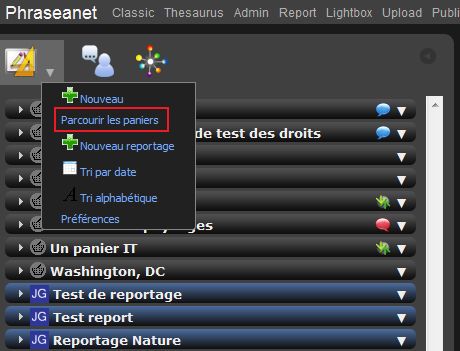 Phraseanet Classic Thesaurus Admin Report Lightbox Upload Publi
Nouveau
Parcourir les paniers
de test des droits
Nouveau reportage
Tri par date
Tri alphabétique
Préférences
Un panier IT
Washington, DC
JG Test de reportage
JG Test report
JG Reportage Nature